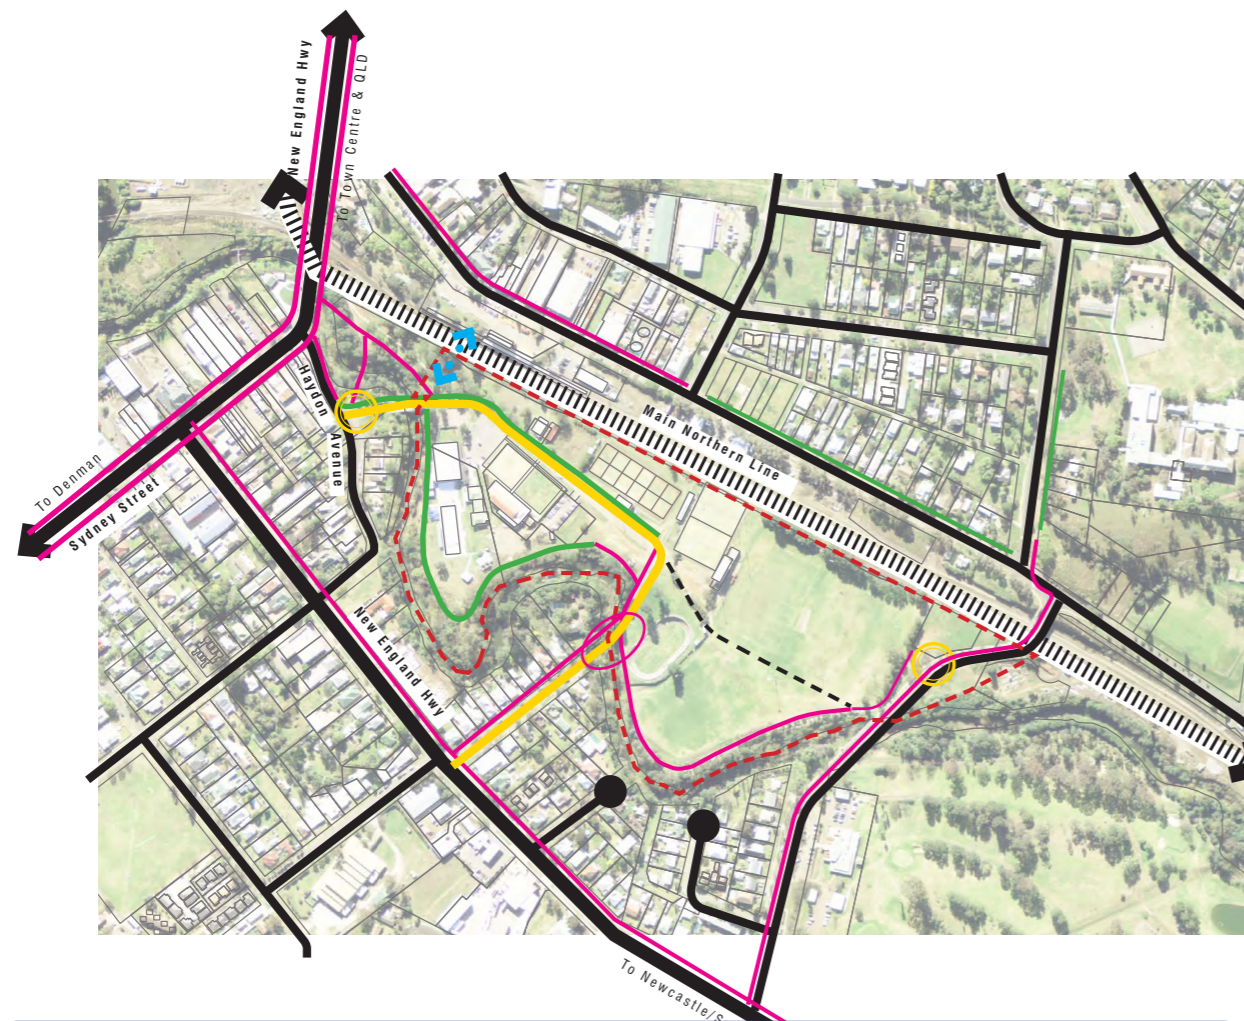 New England Hwy
To Town Centre & QLD
Haydon Avenue
To Denman
Sydney Street
Main Northern Line
New England Hwy
To Newcastle/S